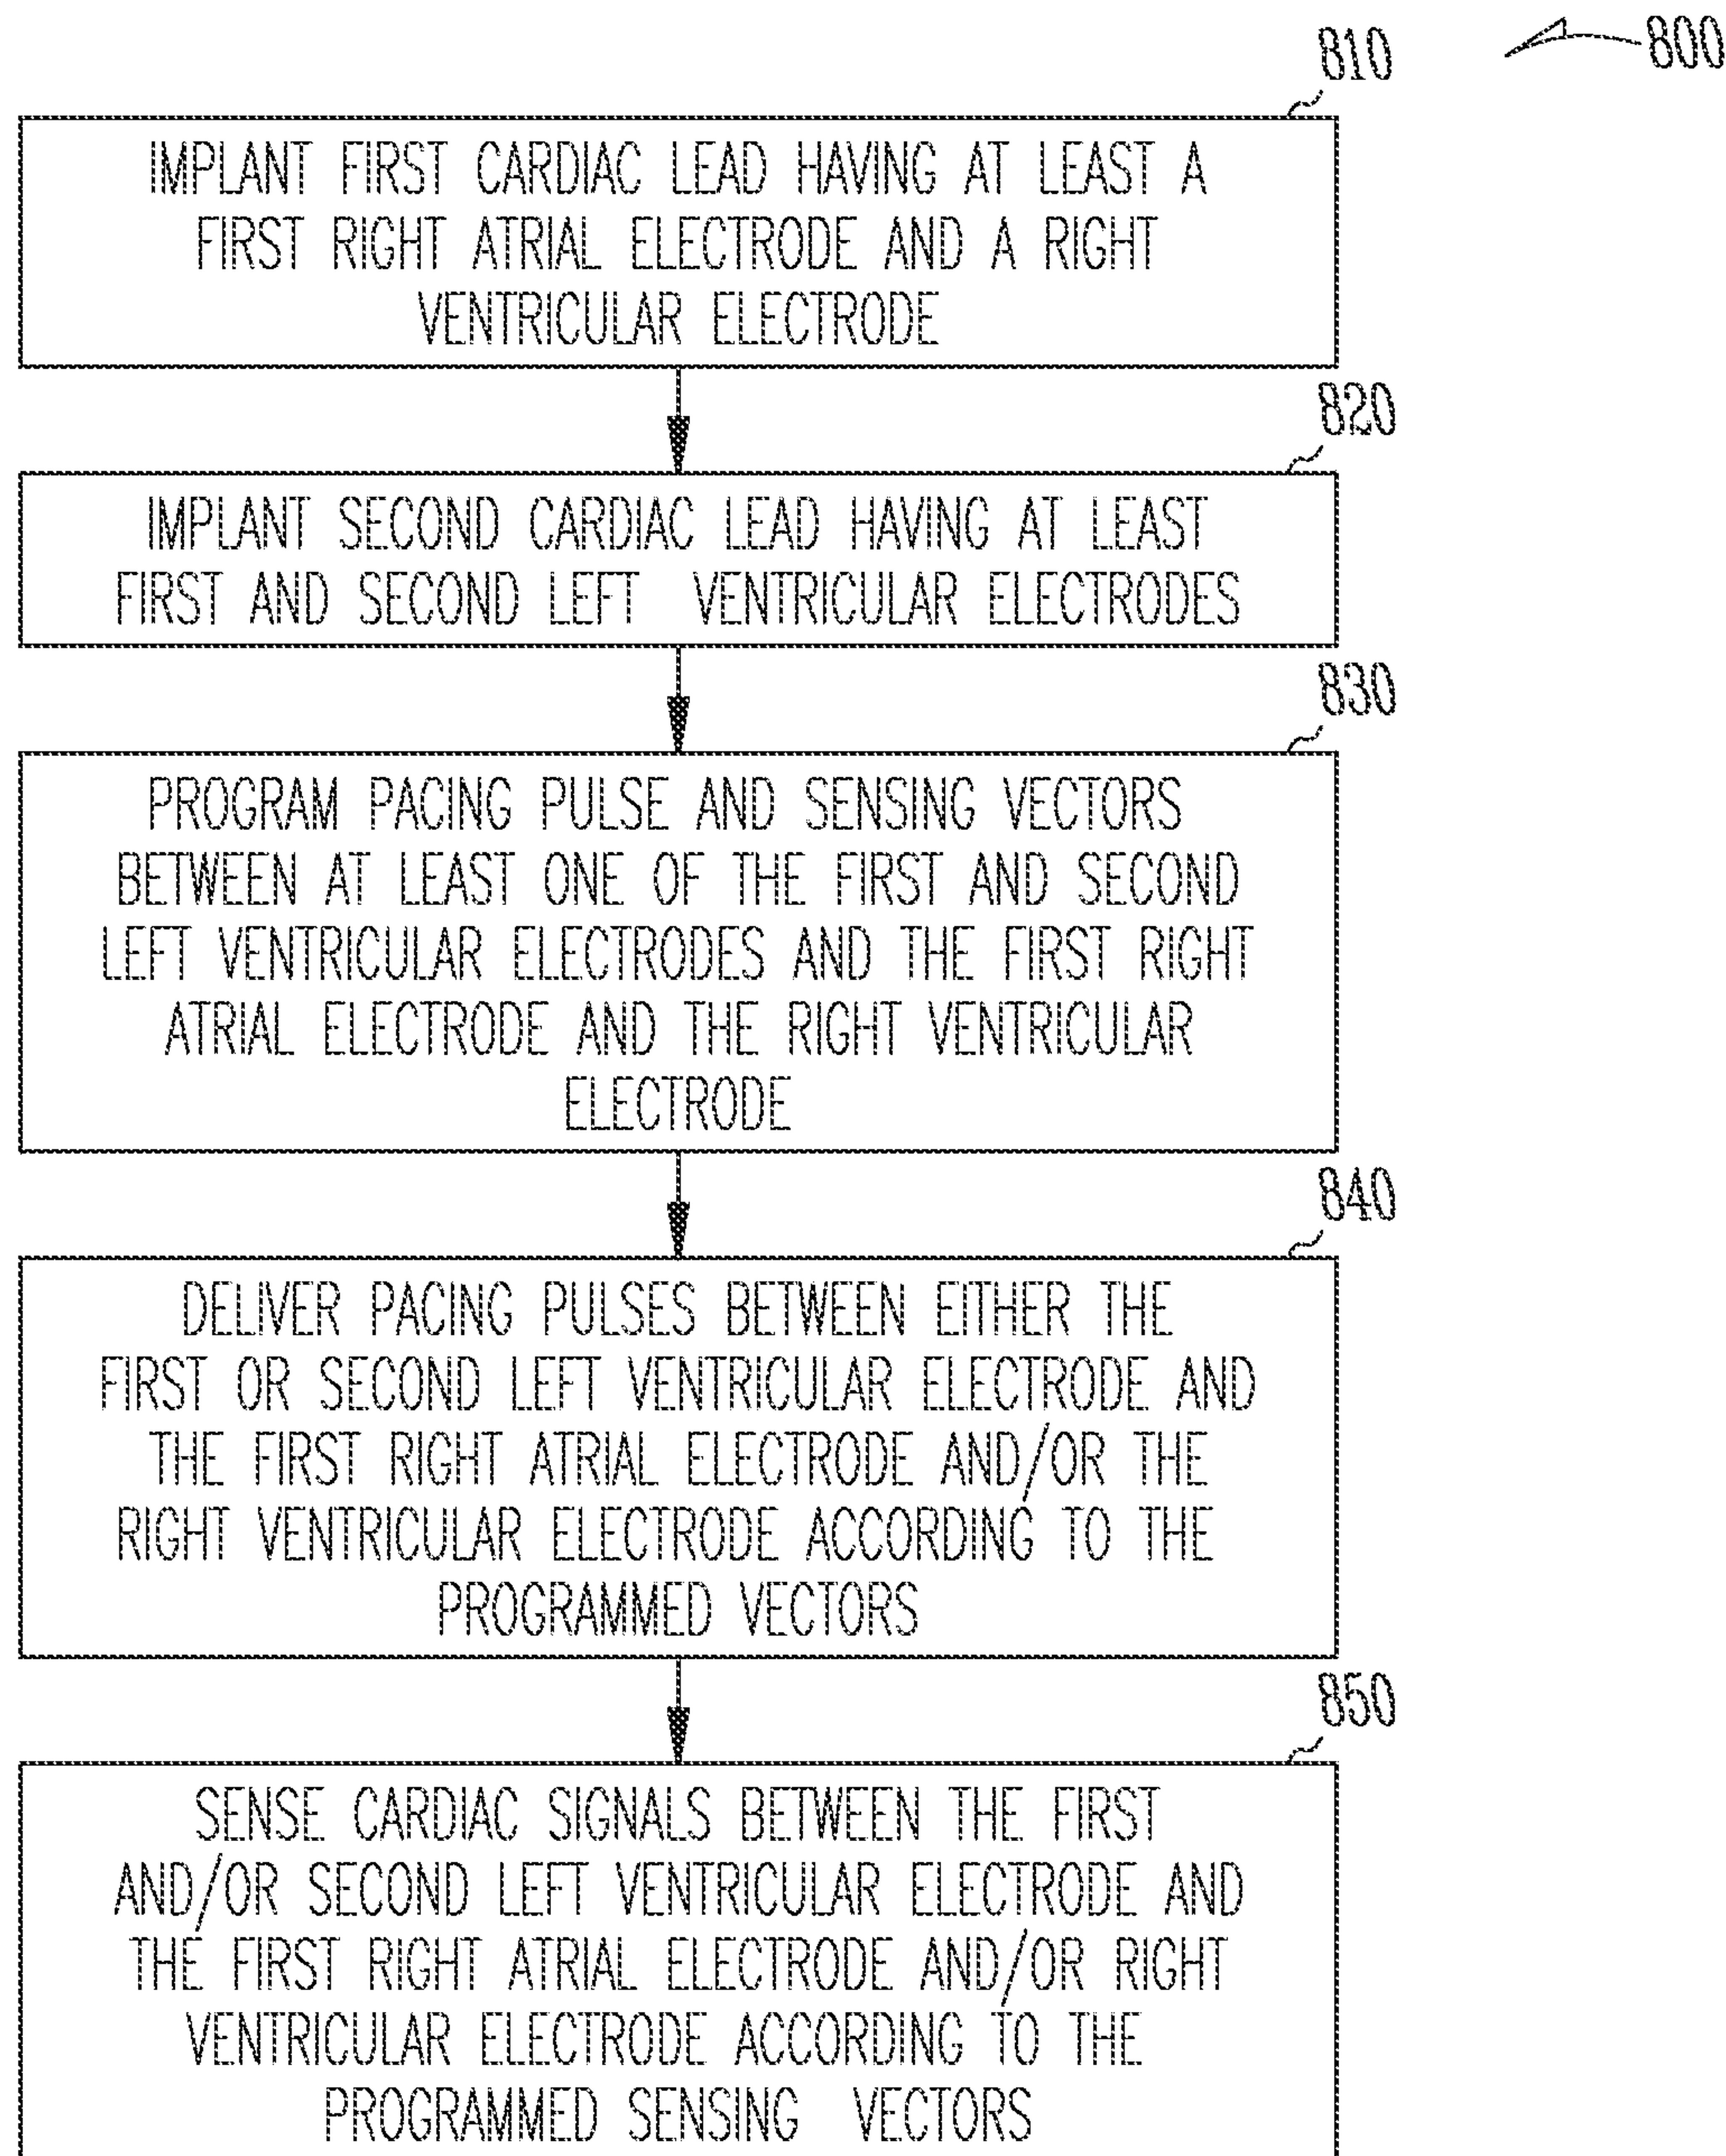 800
810
IMPLANT FIRST CARDIAC LEAD HAVING AT LEAST A
FIRST RIGHT ATRIAL ELECTRODE AND A RIGHT
VENTRICULAR ELECTRODE
820
IMPLANT SECOND CARDIAC LEAD HAVING AT LEAST
FIRST AND SECOND LEFT VENTRICULAR ELECTRODES
830
PROGRAM PACING PULSE AND SENSING VECTORS
BETWEEN AT LEAST ONE OF THE FIRST AND SECOND
LEFT VENTRICULAR ELECTRODES AND THE FIRST RIGHT
ATRIAL ELECTRODE AND THE RIGHT VENTRICULAR
ELECTRODE
840
DELIVER PACING PULSES BETWEEN EITHER THE
FIRST OR SECOND LEFT VENTRICULAR ELECTRODE AND
THE FIRST RIGHT ATRIAL ELECTRODE AND/OR THE
RIGHT VENTRICULAR ELECTRODE ACCORDING TO THE
PROGRAMMED VECTORS
850
SENSE CARDIAC SIGNALS BETWEEN THE FIRST
AND/OR SECOND LEFT VENTRICULAR ELECTRODE AND
THE FIRST RIGHT ATRIAL ELECTRODE AND/OR RIGHT
VENTRICULAR ELECTRODE ACCORDING TO THE
PROGRAMMED SENSING VECTORS